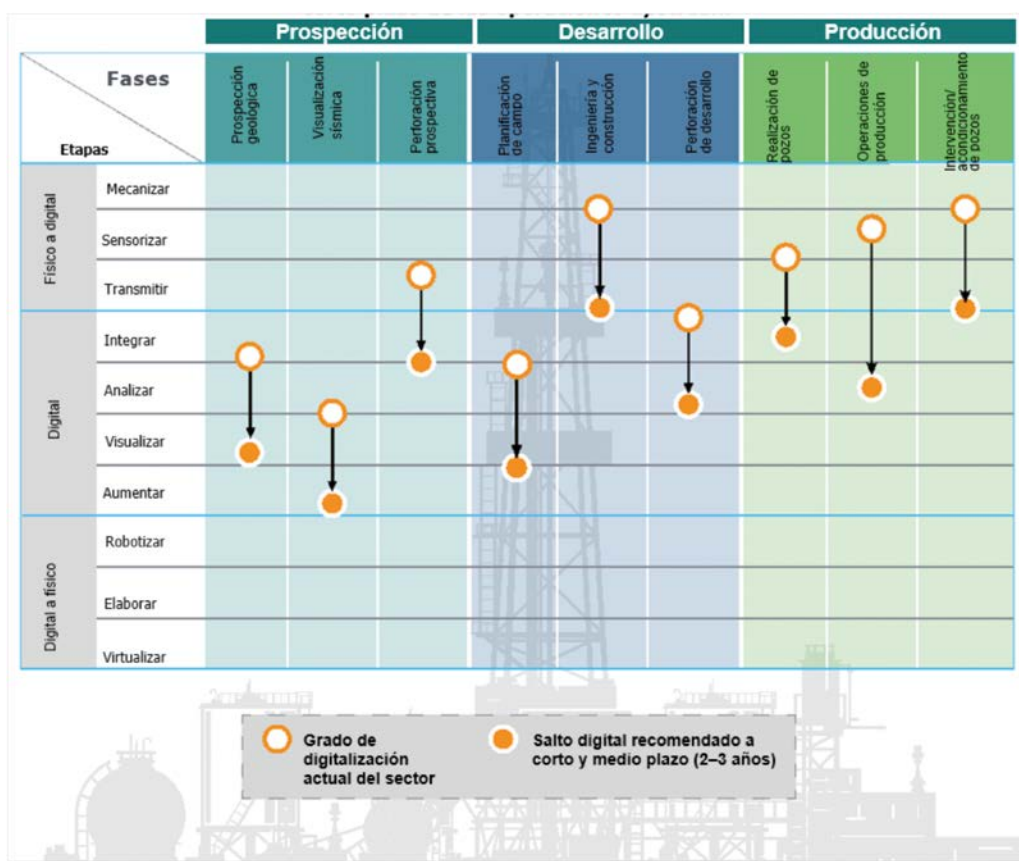 Prospección
Desarrollo
Producción
Fases
Etapas
Prospección
geológica
Visualización
sísmica
Perforación
prospectiva
Planificación
de campo
Ingeniería y
construcción
Perforación
de desarrollo
Realización de
pozos
Operaciones de
producción
Intervención/
acondicionamiento
de pozos
Físico a digital
Mecanizar
Sensorizar
Transmitir
Digital
Integrar
Analizar
Visualizar
Aumentar
Digital a físico
Robotizar
Elaborar
Virtualizar
Grado de
digitalización
actual del sector
Salto digital recomendado a
corto y medio plazo (2–3 años)